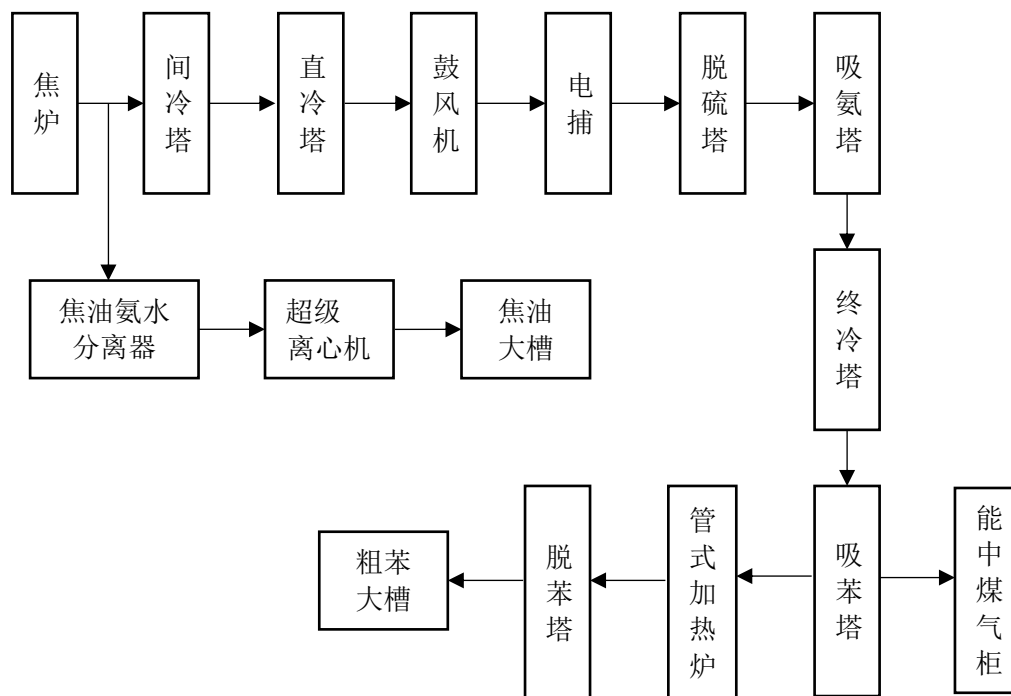 焦炉
间冷塔
直冷塔
鼓风机
电捕
脱硫塔
吸氨塔
焦油氨水
分离器
超级
离心机
焦油
大槽
终冷塔
粗苯
大槽
脱苯塔
管式加热炉
吸苯塔
能中煤气柜